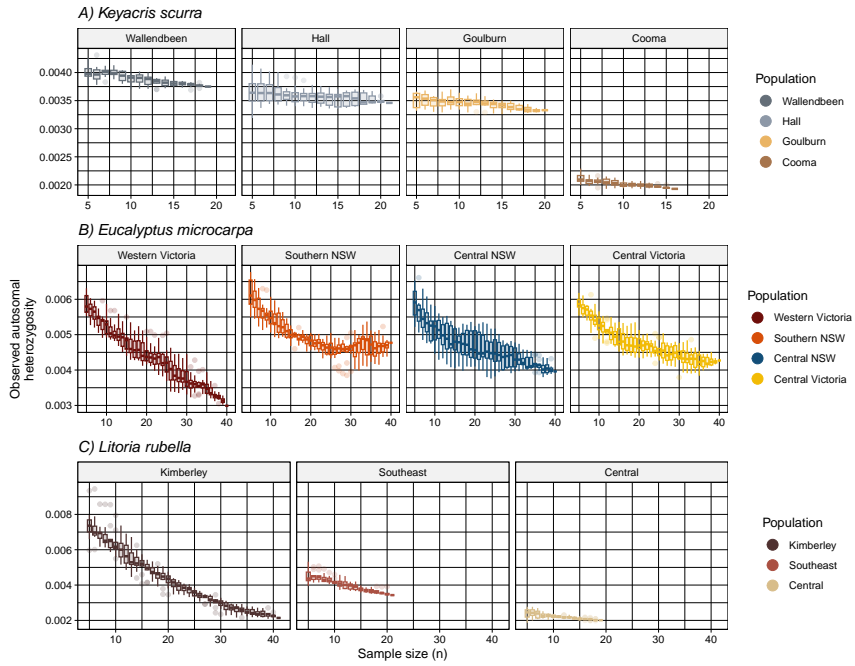 A) Keyacris scurra
Wallendbeen Hall Goulburn Cooma
0.0040
0.0035
0.0030
0.0025
0.0020
5 10 15 20 5 10 15 20 5 10 15 20 5 10 15 20
Population
Wallendbeen
Hall
Goulburn
Cooma
B) Eucalyptus microcarpa
Western Victoria Southern NSW Central NSW Central Victoria
Observed autosomal
heterozygosity
0.006
0.005
0.004
0.003
10 20 30 40 10 20 30 40 10 20 30 40 10 20 30 40
Population
Western Victoria
Southern NSW
Central NSW
Central Victoria
C) Litoria rubella
Kimberley Southeast Central
0.008
0.006
0.004
0.002
10 20 30 40 10 20 30 40 10 20 30 40
Sample size (n)
Population
Kimberley
Southeast
Central